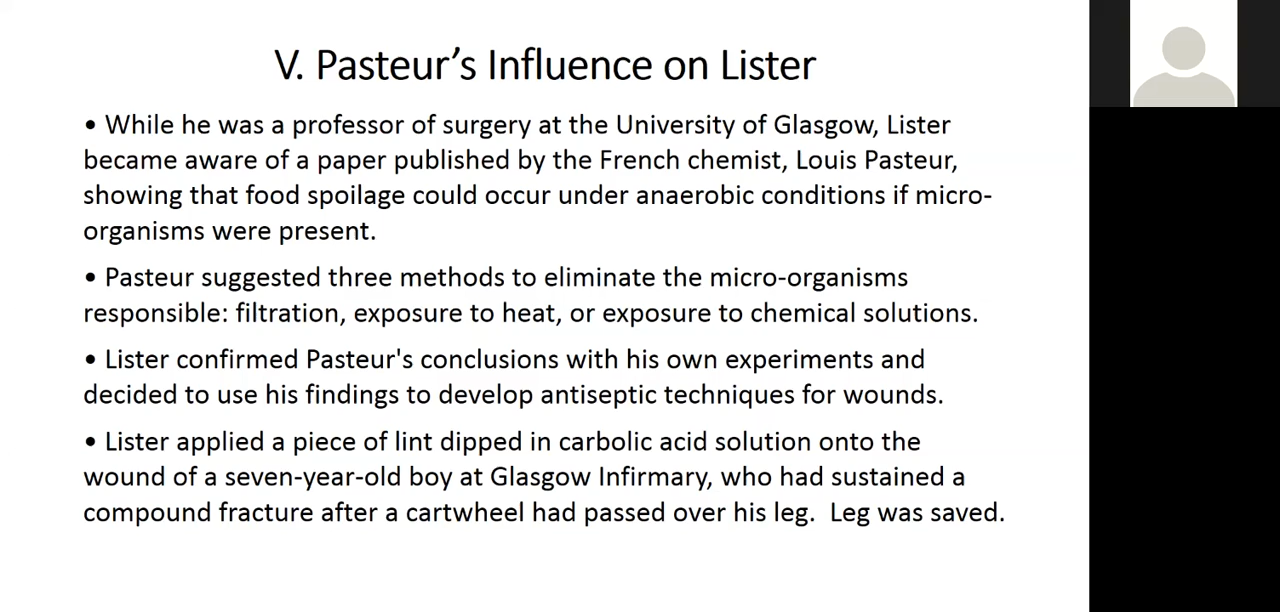 V. Pasteur’s Influence on Lister
• While he was a professor of surgery at the University of Glasgow, Lister
became aware of a paper published by the French chemist, Louis Pasteur,
showing that food spoilage could occur under anaerobic conditions if micro-
organisms were present.
• Pasteur suggested three methods to eliminate the micro-organisms
responsible: filtration, exposure to heat, or exposure to chemical solutions.
• Lister confirmed Pasteur's conclusions with his own experiments and
decided to use his findings to develop antiseptic techniques for wounds.
• Lister applied a piece of lint dipped in carbolic acid solution onto the
wound of a seven-year-old boy at Glasgow Infirmary, who had sustained a
compound fracture after a cartwheel had passed over his leg.  Leg was saved.